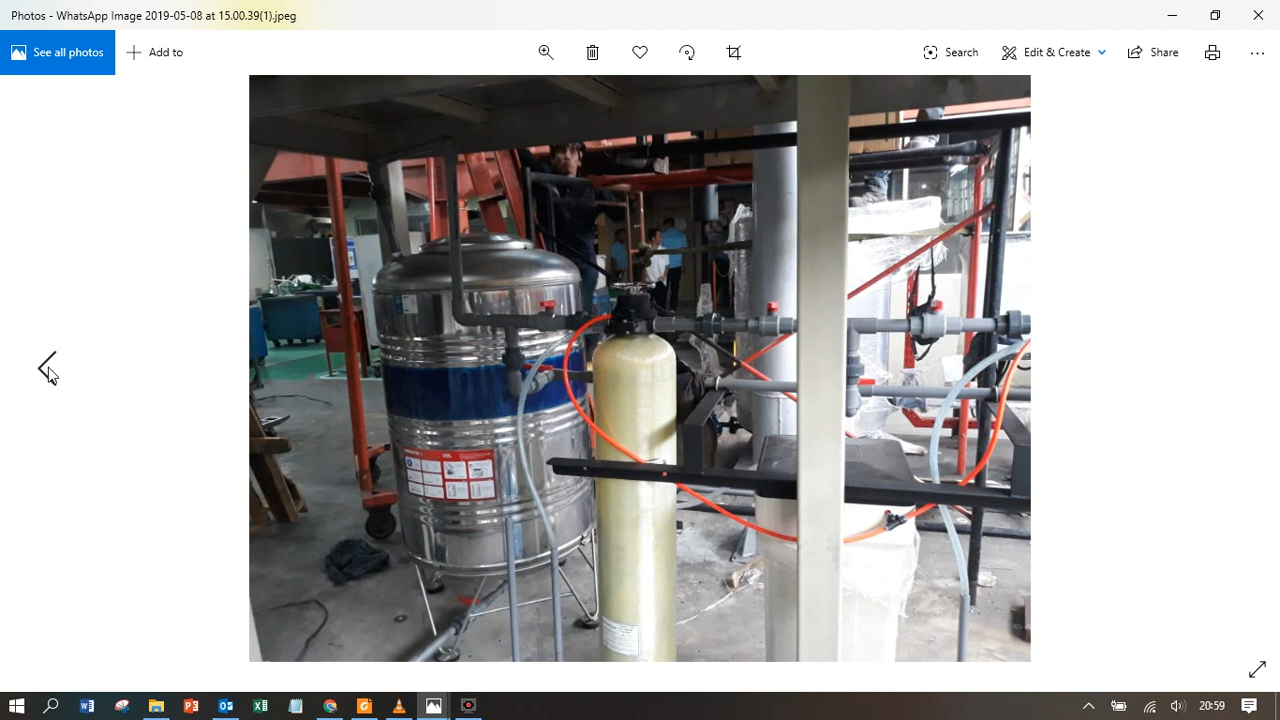 Photos - WhatsApp Image 2019-05-08 at 15.00.39(1).jpeg
See all photos
Add to
Search
Edit & Create
Share
20:59